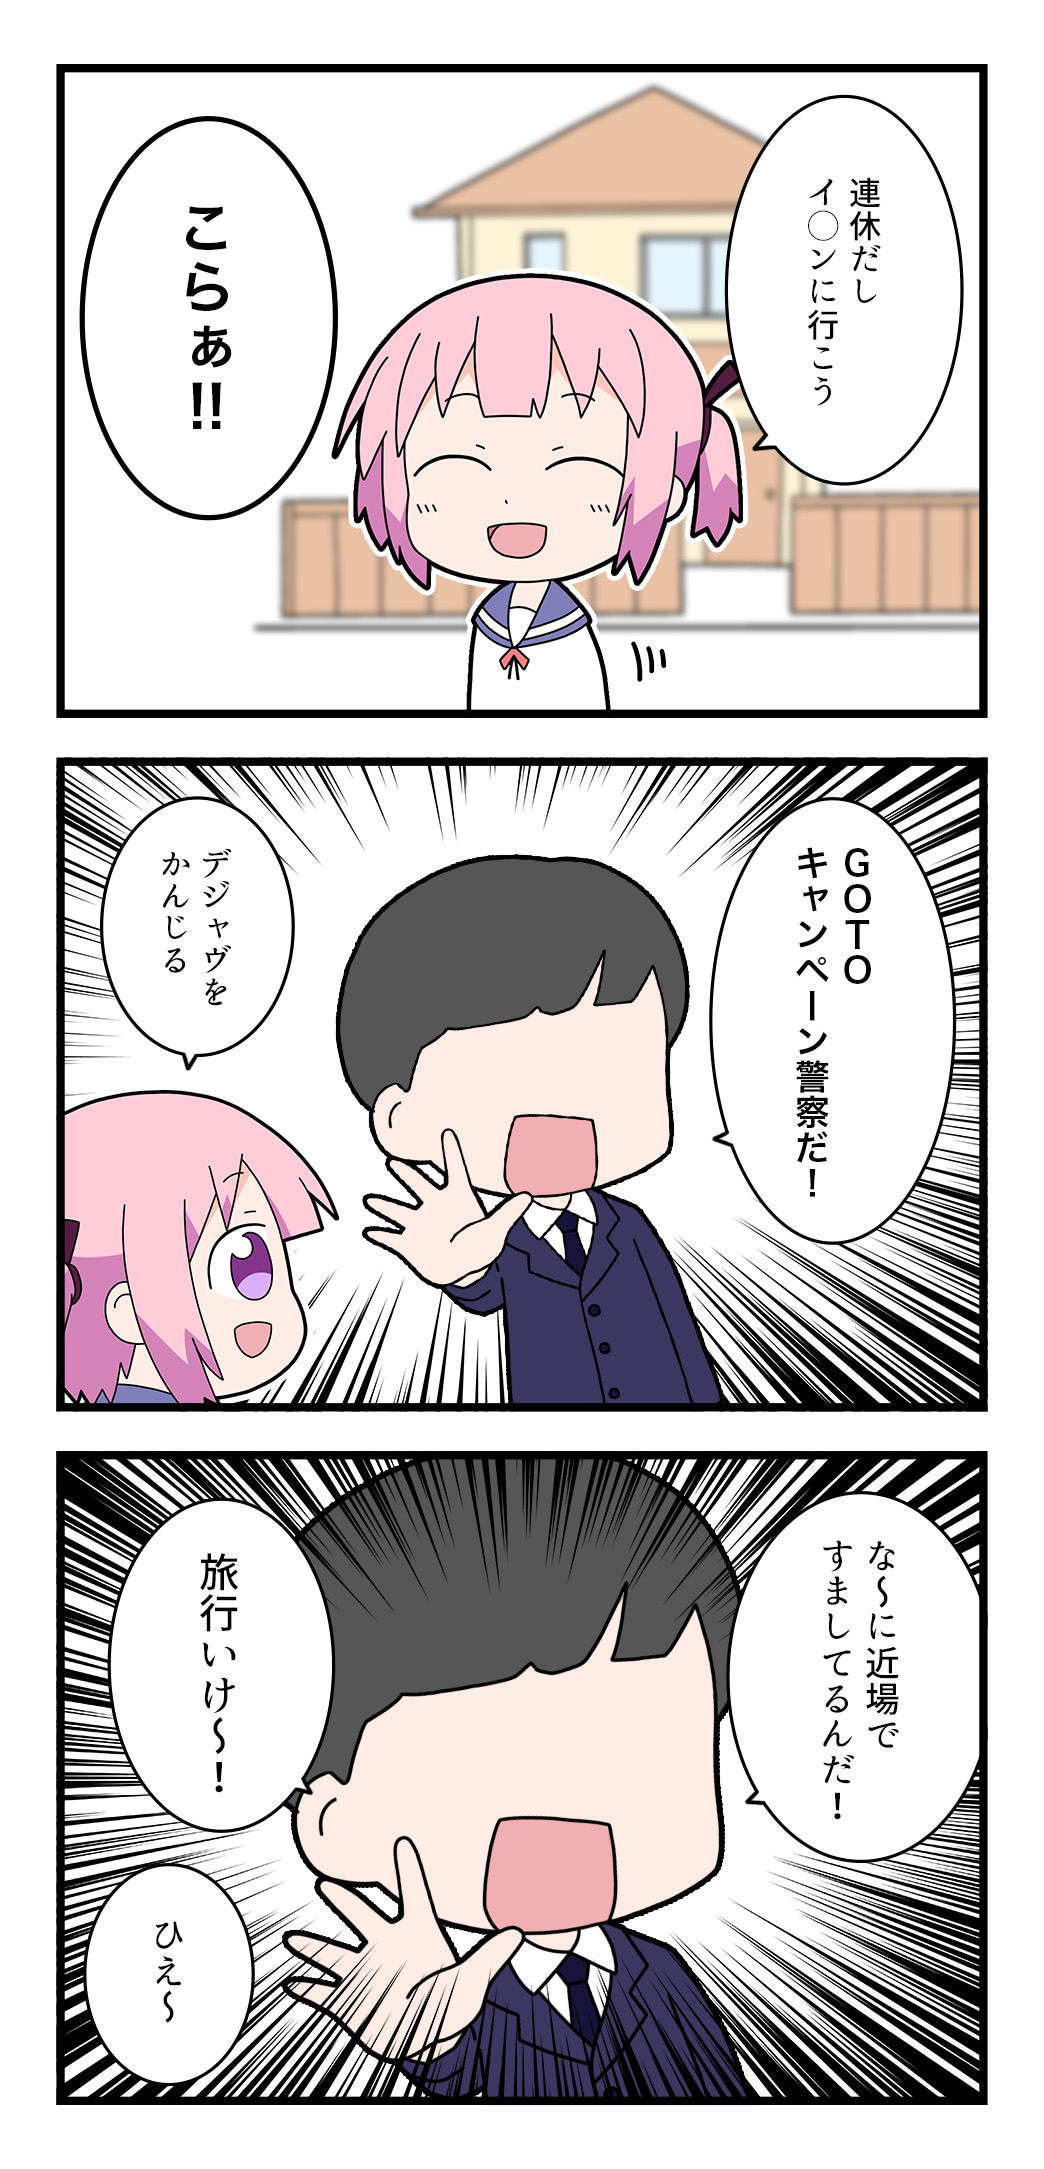 連休だし
イ〇ンに行こう
こらぁ!!
GOTO
キャンペーン警察だ！
デジャヴを
かんじる
な〜に近場で
すましてるんだ！
旅行いけ〜！
ひえ〜